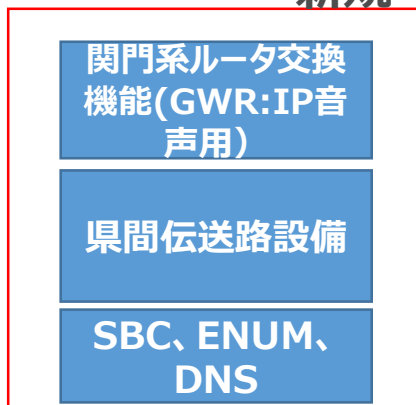 関門系ルータ交換
機能(GWR:IP音
声用）
県間伝送路設備
SBC、ENUM、
DNS